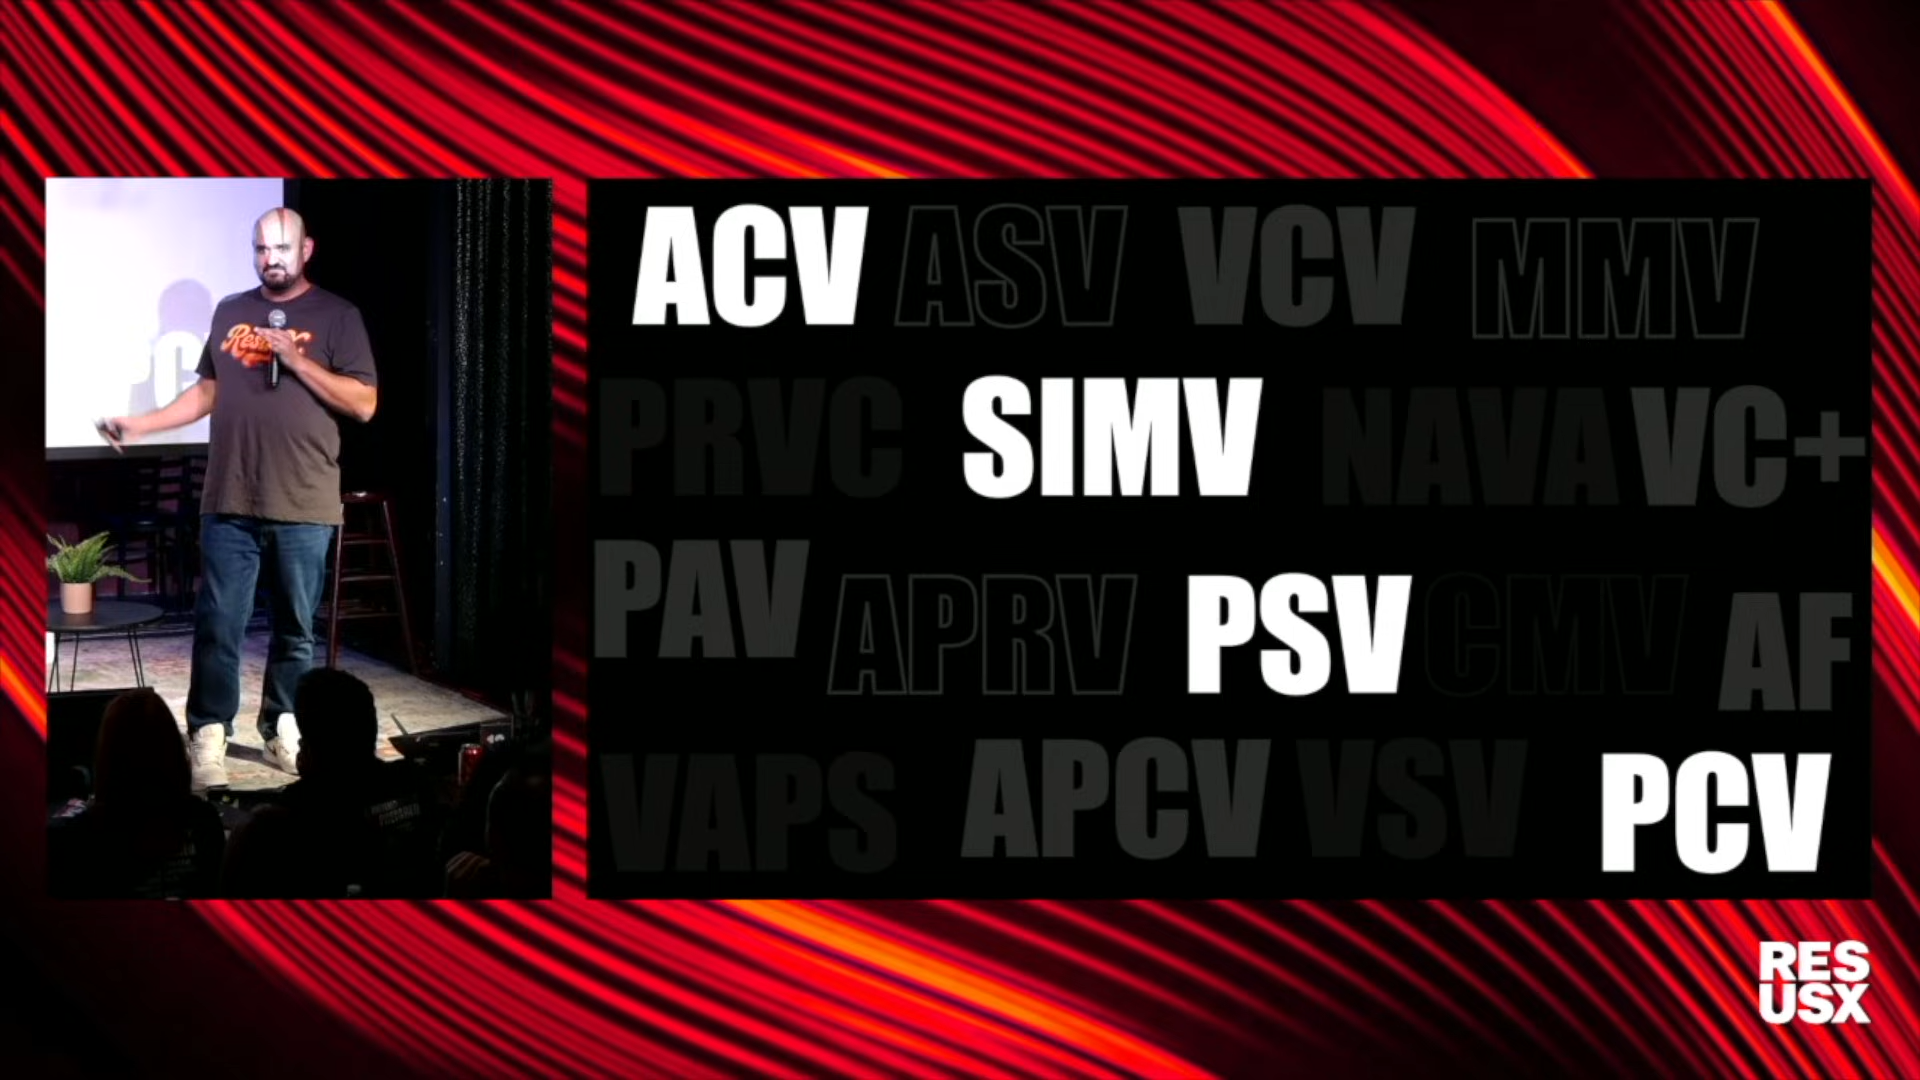 ACV ASV VCV MMV
PRVC SIMV NAVA VC+
PAV APRV PSV CMV AF
VAPS APCV VSV PCV
RES
USX